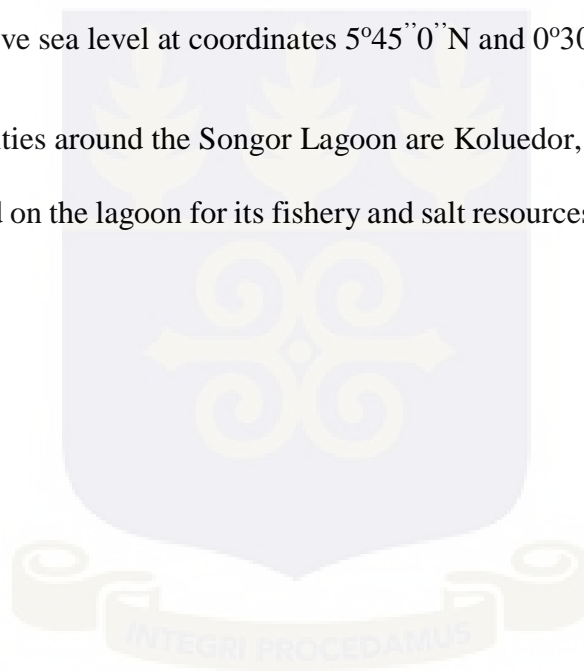 ve sea level at coordinates 5º45’’0’’N and 0º30
ties around the Songor Lagoon are Koluedor,
on the lagoon for its fishery and salt resources
INTEGRI PROCEDAMUS